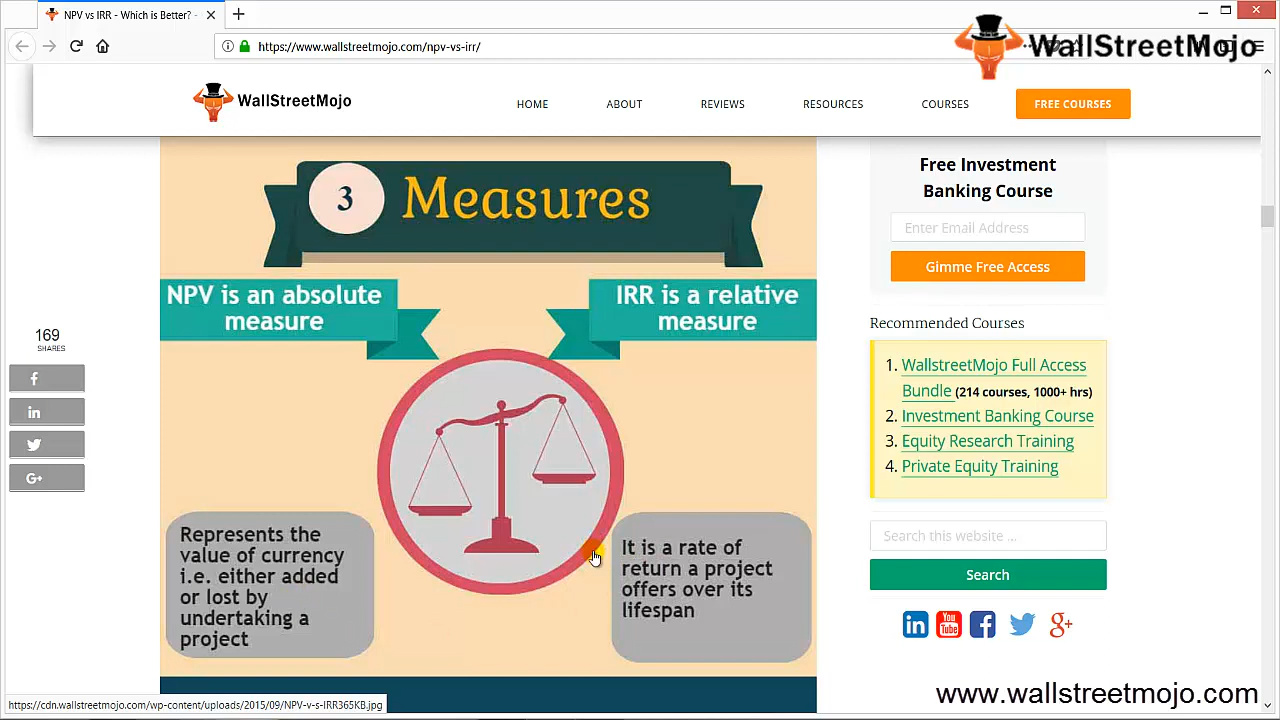 NPV vs IRR - Which is Better? -
https://www.wallstreetmojo.com/npv-vs-irr/
WallStreetMojo
WallStreetMojo
HOME
ABOUT
REVIEWS
RESOURCES
COURSES
FREE COURSES
3 Measures
NPV is an absolute
measure
IRR is a relative
measure
Represents the
value of currency
i.e. either added
or lost by
undertaking a
project
It is a rate of
return a project
offers over its
lifespan
169
SHARES
f
in
G+
Free Investment
Banking Course
Enter Email Address
Gimme Free Access
Recommended Courses
1. WallstreetMojo Full Access
Bundle (214 courses, 1000+ hrs)
2. Investment Banking Course
3. Equity Research Training
4. Private Equity Training
Search this website ...
Search
in
You
Tube
f
g+
https://cdn.wallstreetmojo.com/wp-content/uploads/2015/09/NPV-v-s-IRR365KB.jpg
www.wallstreetmojo.com